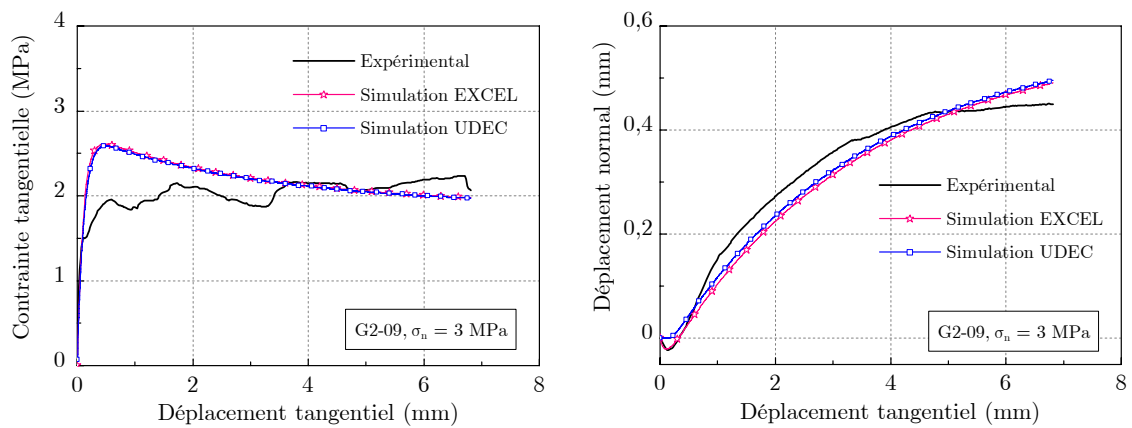 4
3
2
1
0
Contrainte tangentielle (MPa)
Expérimental
Simulation EXCEL
Simulation UDEC
G2-09, σn = 3 MPa
0 2 4 6 8
Déplacement tangentiel (mm)
0,6
0,4
0,2
0
Déplacement normal (mm)
Expérimental
Simulation EXCEL
Simulation UDEC
G2-09, σn = 3 MPa
0 2 4 6 8
Déplacement tangentiel (mm)